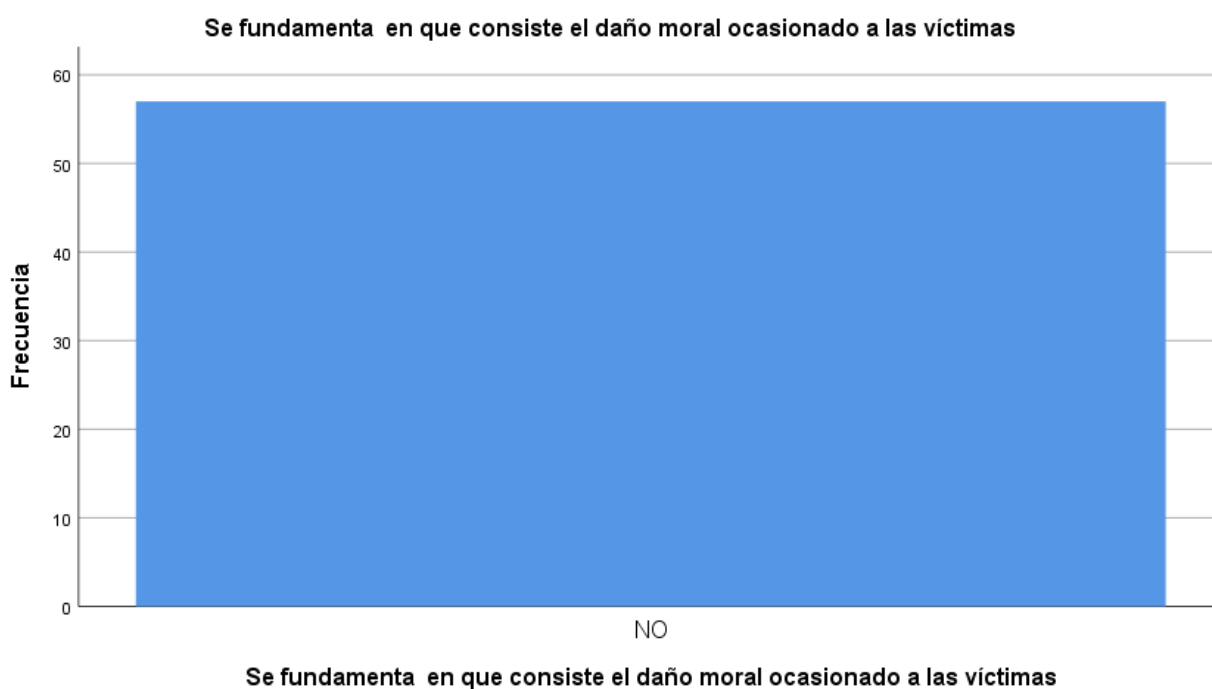 Se fundamenta en que consiste el daño moral ocasionado a las víctimas
60
50
40
30
20
10
0
Frecuencia
NO
Se fundamenta en que consiste el daño moral ocasionado a las víctimas